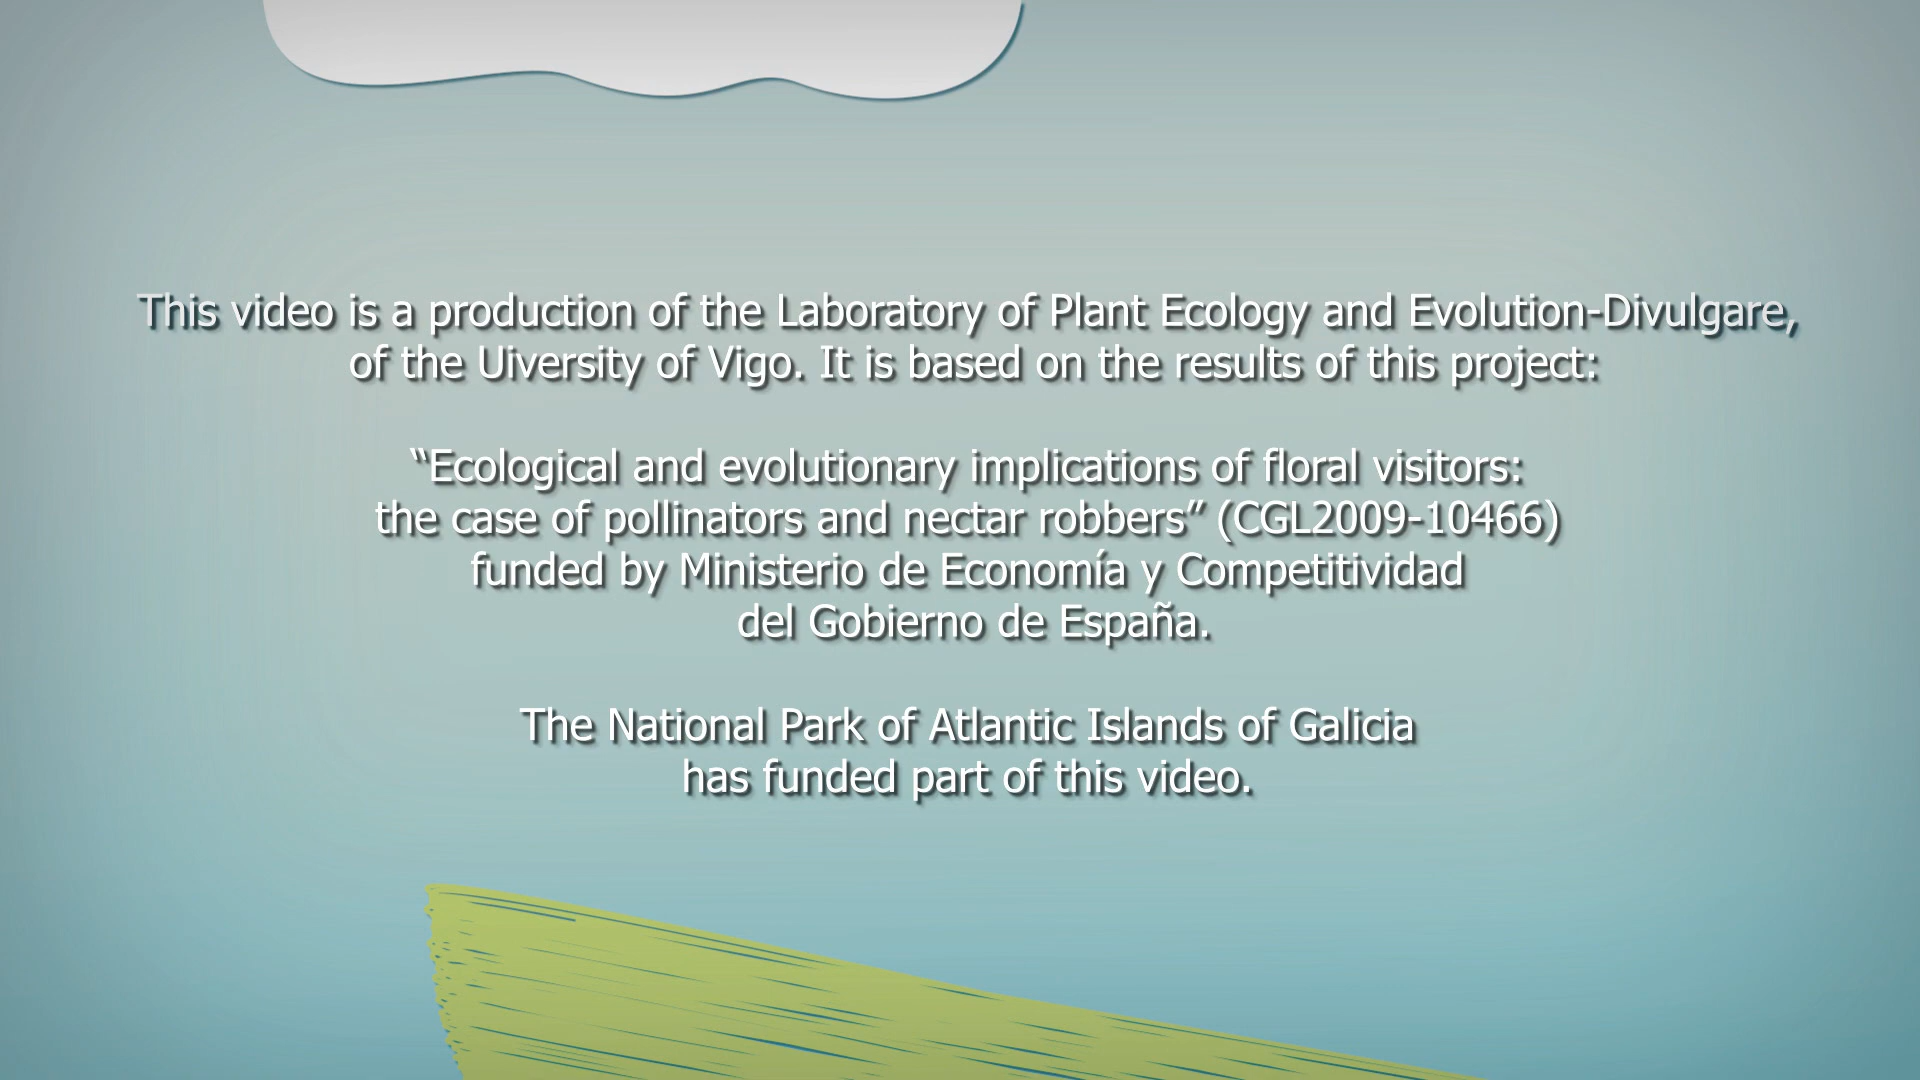 This video is a production of the Laboratory of Plant Ecology and Evolution-Divulgare,
of the Uiversity of Vigo. It is based on the results of this project:
“Ecological and evolutionary implications of floral visitors:
the case of pollinators and nectar robbers” (CGL2009-10466)
funded by Ministerio de Economía y Competitividad
del Gobierno de España.
The National Park of Atlantic Islands of Galicia
has funded part of this video.